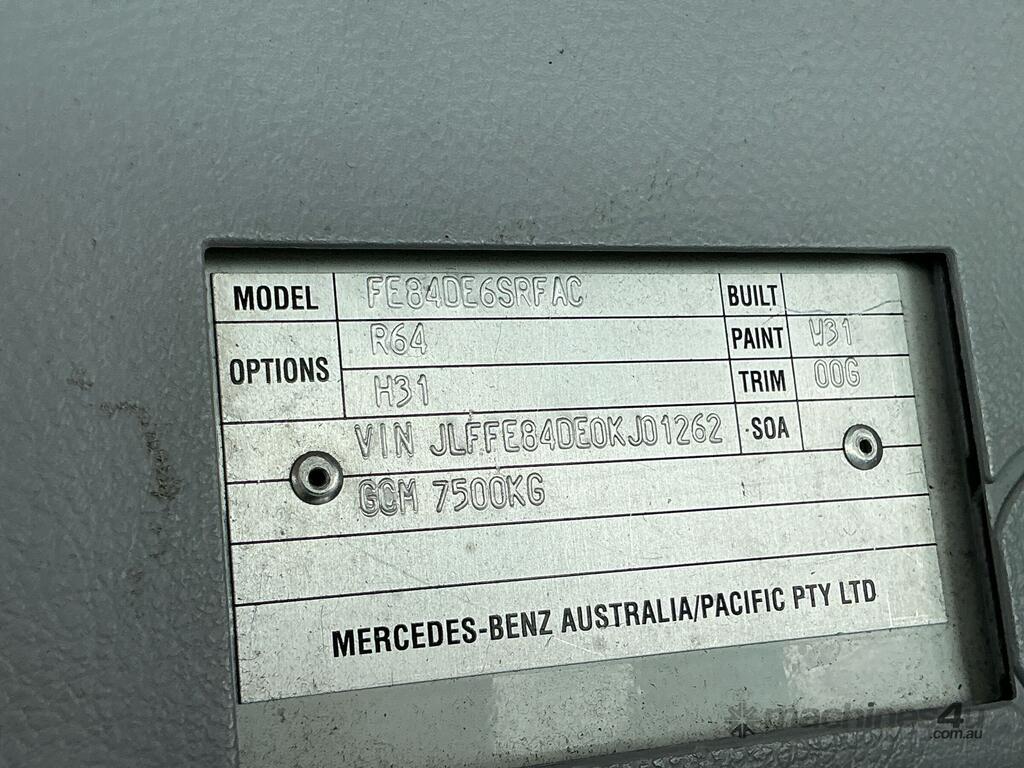 MODEL FE84DE6SRFAC BUILT
OPTIONS R64 PAINT W31
H31 TRIM 00G
VIN JLFFE84DE0KJ01262 SOA
GCM 7500KG
MERCEDES-BENZ AUSTRALIA/PACIFIC PTY LTD
machines4u
.com.au